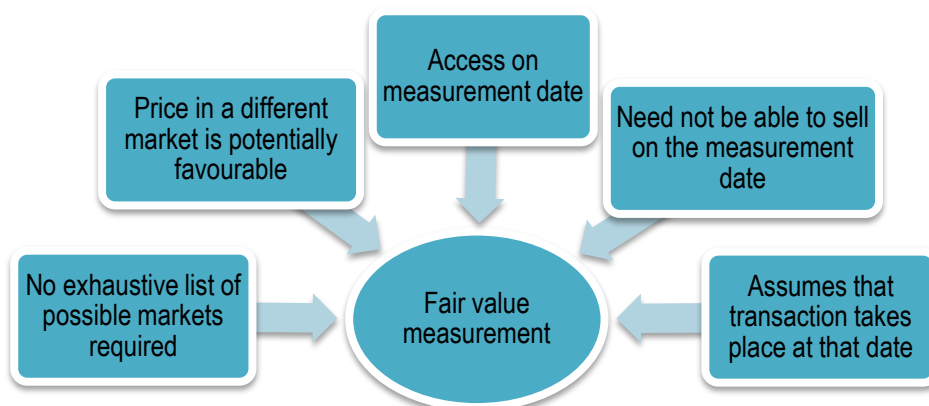 Access on
measurement date
Price in a different
market is potentially
favourable
Need not be able to sell
on the measurement
date
No exhaustive list of
possible markets
required
Fair value
measurement
Assumes that
transaction takes
place at that date